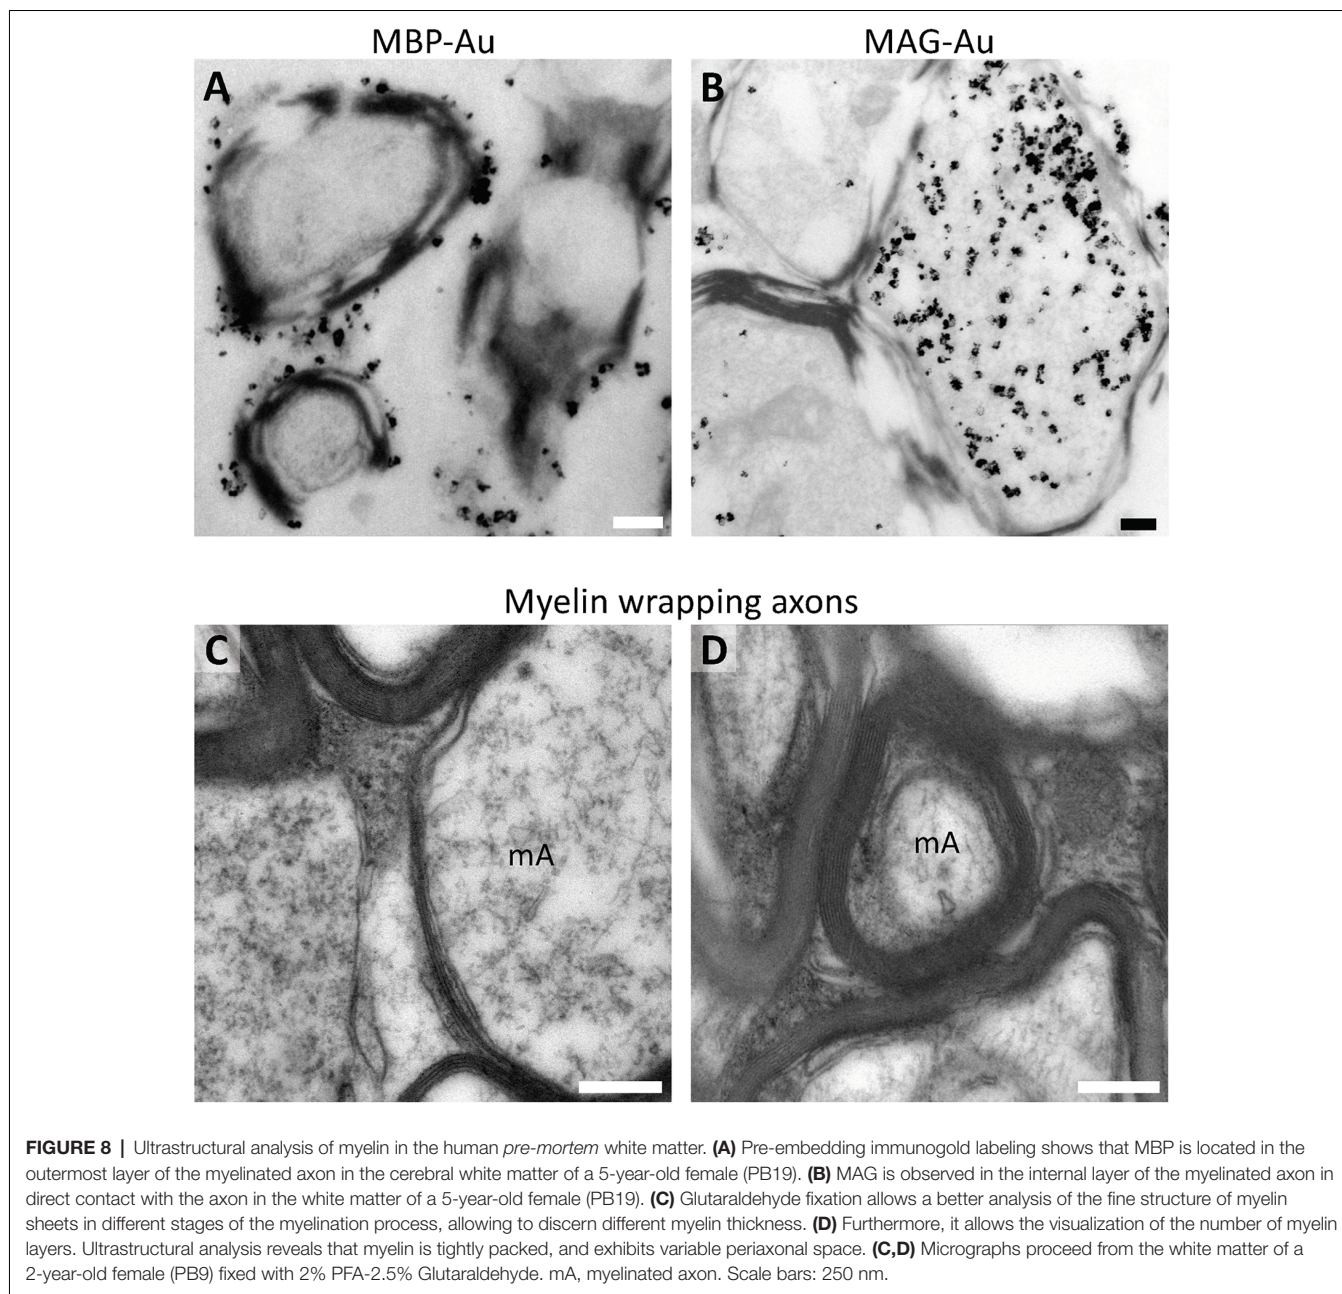 MBP-Au
MAG-Au
A
B
Myelin wrapping axons
C
D
mA
mA
FIGURE 8 | Ultrastructural analysis of myelin in the human pre-mortem white matter. (A) Pre-embedding immunogold labeling shows that MBP is located in the
outermost layer of the myelinated axon in the cerebral white matter of a 5-year-old female (PB19). (B) MAG is observed in the internal layer of the myelinated axon in
direct contact with the axon in the white matter of a 5-year-old female (PB19). (C) Glutaraldehyde fixation allows a better analysis of the fine structure of myelin
sheets in different stages of the myelination process, allowing to discern different myelin thickness. (D) Furthermore, it allows the visualization of the number of myelin
layers. Ultrastructural analysis reveals that myelin is tightly packed, and exhibits variable periaxonal space. (C,D) Micrographs proceed from the white matter of a
2-year-old female (PB9) fixed with 2% PFA-2.5% Glutaraldehyde. mA, myelinated axon. Scale bars: 250 nm.